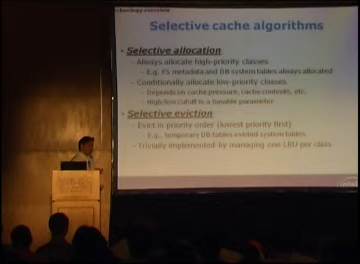 Technology overview
Selective cache algorithms
• Selective allocation
– Always allocate high-priority classes
– E.g. FS metadata and DB system tables always allocated
– Conditionally allocate low-priority classes
– Depends on cache pressure, cache contents, etc.
– High/low cutoff is a tunable parameter
• Selective eviction
– Evict in priority order (lowest priority first)
– E.g., temporary DB tables evicted system tables
– Trivially implemented by managing one LRU per class